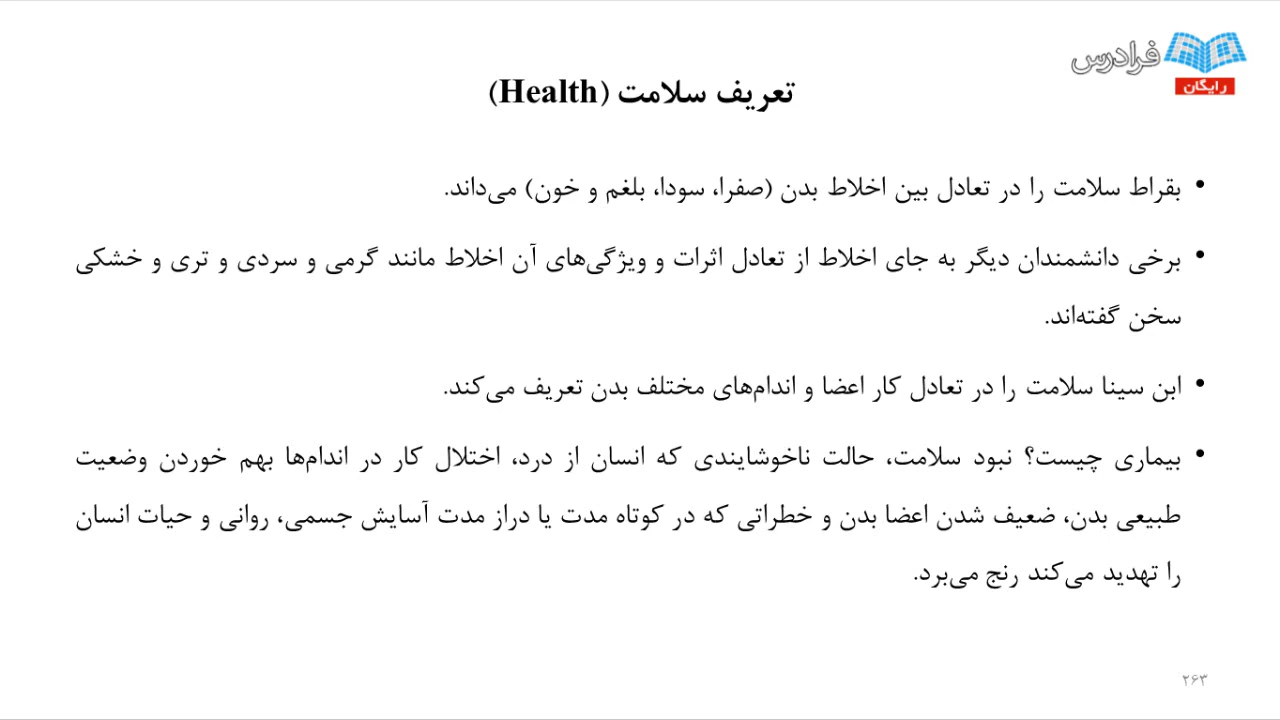 فرادرس
رایگان
تعریف سلامت (Health)
• بقراط سلامت را در تعادل بین اخلاط بدن (صفرا، سودا، بلغم و خون) می‌داند.
• برخی دانشمندان دیگر به جای اخلاط از تعادل اثرات و ویژگی‌های آن اخلاط مانند گرمی و سردی و تری و خشکی
سخن گفته‌اند.
• ابن سینا سلامت را در تعادل کار اعضا و اندام‌های مختلف بدن تعریف می‌کند.
• بیماری چیست؟ نبود سلامت، حالت ناخوشایندی که انسان از درد، اختلال کار در اندام‌ها بهم خوردن وضعیت
طبیعی بدن، ضعیف شدن اعضا بدن و خطراتی که در کوتاه مدت یا دراز مدت آسایش جسمی، روانی و حیات انسان
را تهدید می‌کند رنج می‌برد.
۲۶۳